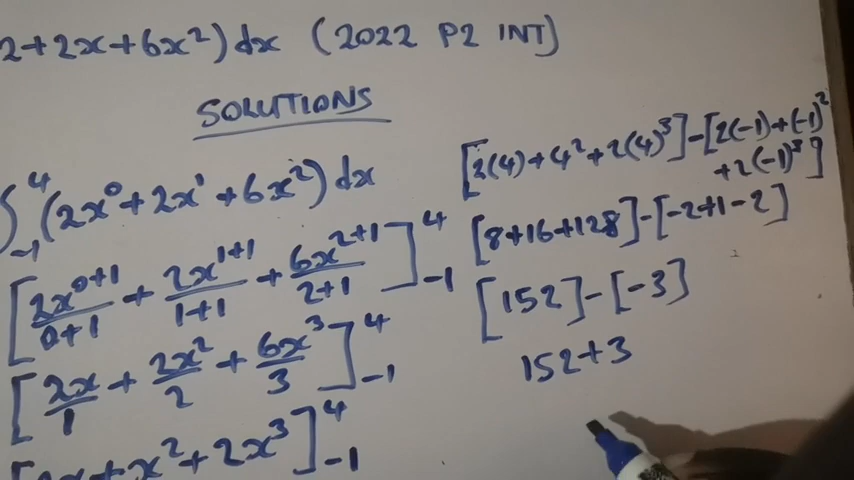 2+2x+6x²)dx (2022 P2 INT)
SOLUTIONS
∫₋₁⁴ (2x⁰+2x¹+6x²)dx
[2x⁰⁺¹/0+1 + 2x¹⁺¹/1+1 + 6x²⁺¹/2+1]₋₁⁴
[2x/1 + 2x²/2 + 6x³/3]₋₁⁴
x+x²+2x³]₋₁⁴
[2(4)+4²+2(4)³]-[2(-1)+(-1)²
+2(-1)³]
[8+16+128]-[-2+1-2]
[152]-[-3]
152+3